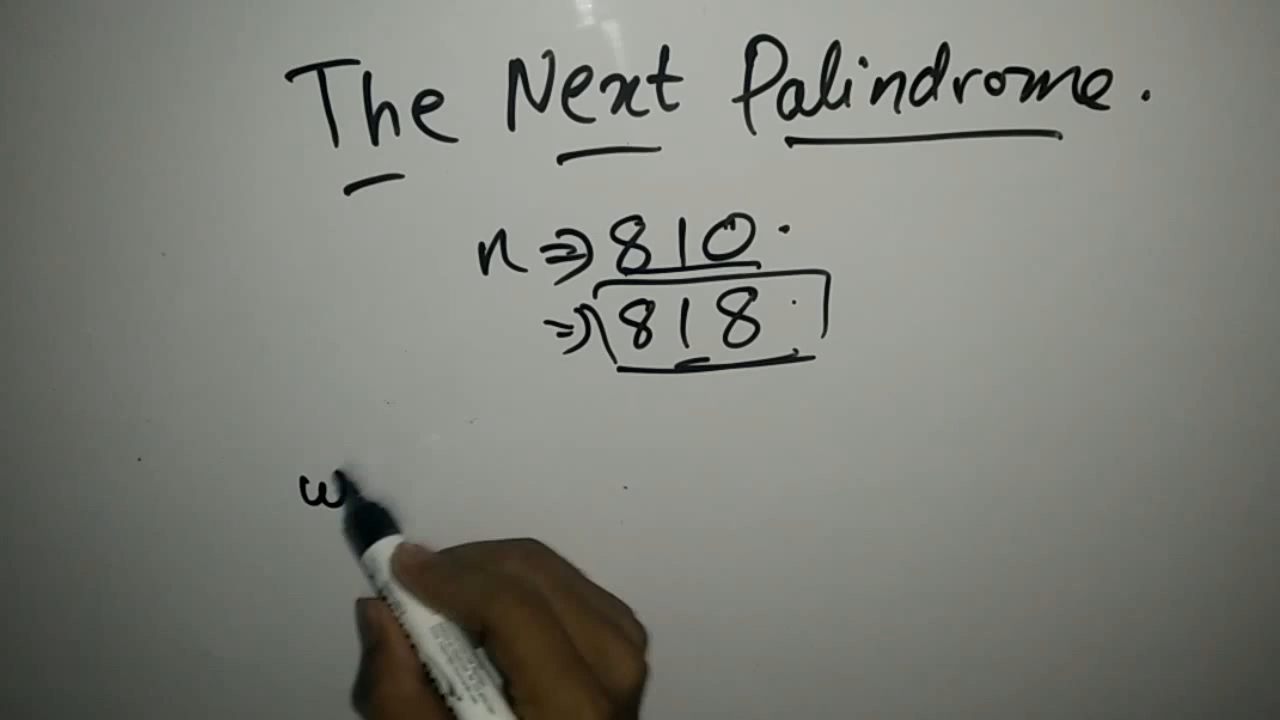 The Next Palindrome.
n ⇒ 810.
⇒ 818
w